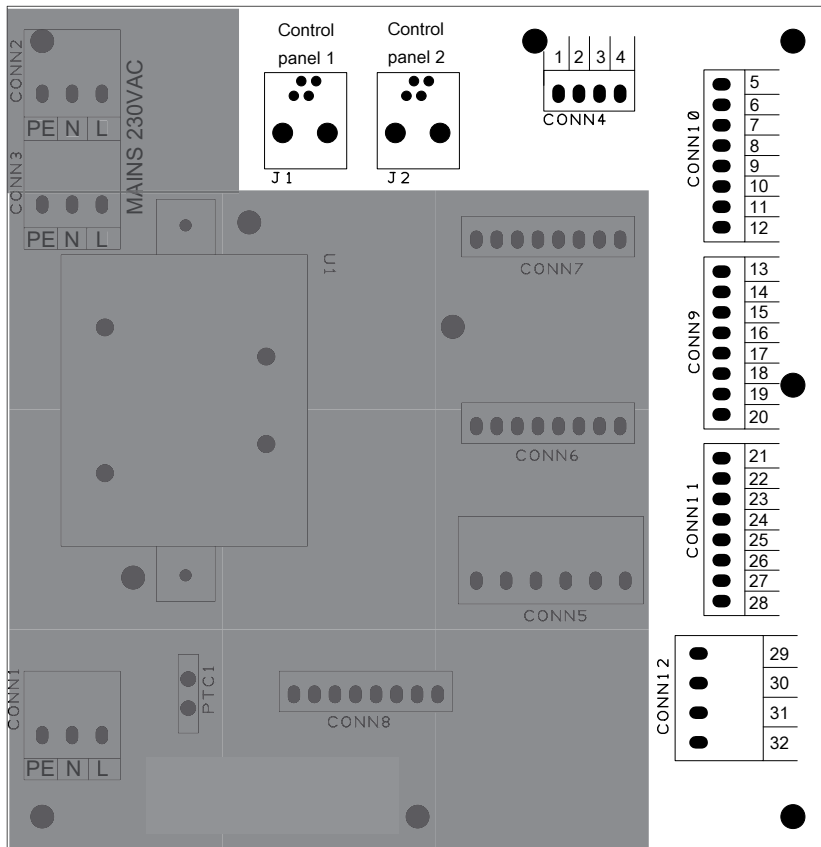 Control
panel 1
Control
panel 2
1 2 3 4
CONN4
J1
J2
CONN2
PE N L
CONN3
PE N L
MAINS 230VAC
U1
CONN7
CONN6
CONN5
CONN1
PE N L
PTC1
CONN8
CONN10
5
6
7
8
9
10
11
12
CONN9
13
14
15
16
17
18
19
20
CONN11
21
22
23
24
25
26
27
28
CONN12
29
30
31
32